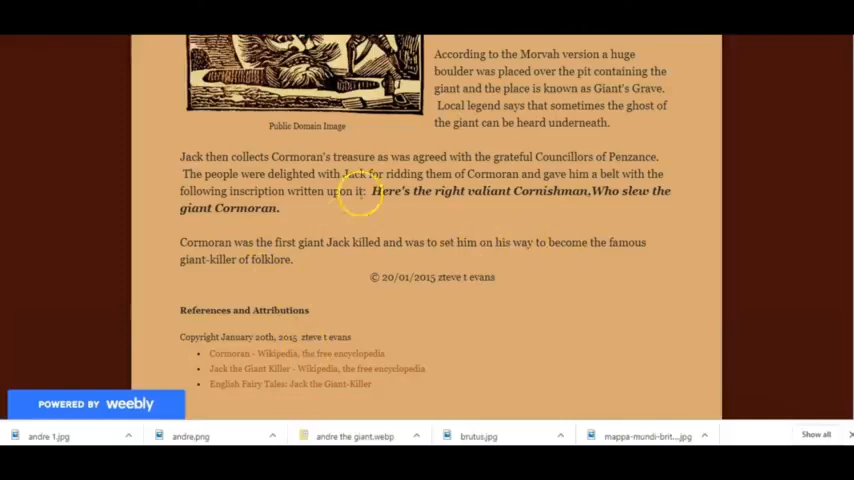 According to the Morvah version a huge
boulder was placed over the pit containing the
giant and the place is known as Giant's Grave.
Local legend says that sometimes the ghost of
the giant can be heard underneath.
Public Domain Image
Jack then collects Cormoran's treasure as was agreed with the grateful Councillors of Penzance.
The people were delighted with Jack for ridding them of Cormoran and gave him a belt with the
following inscription written upon it: Here's the right valiant Cornishman,Who slew the
giant Cormoran.
Cormoran was the first giant Jack killed and was to set him on his way to become the famous
giant-killer of folklore.
© 20/01/2015 zteve t evans
References and Attributions
Copyright January 20th, 2015 zteve t evans
• Cormoran - Wikipedia, the free encyclopedia
• Jack the Giant Killer - Wikipedia, the free encyclopedia
• English Fairy Tales: Jack the Giant-Killer
POWERED BY weebly
andre 1.jpg
andre.png
andre the giant.webp
brutus.jpg
mappa-mundi-brit....jpg
Show all